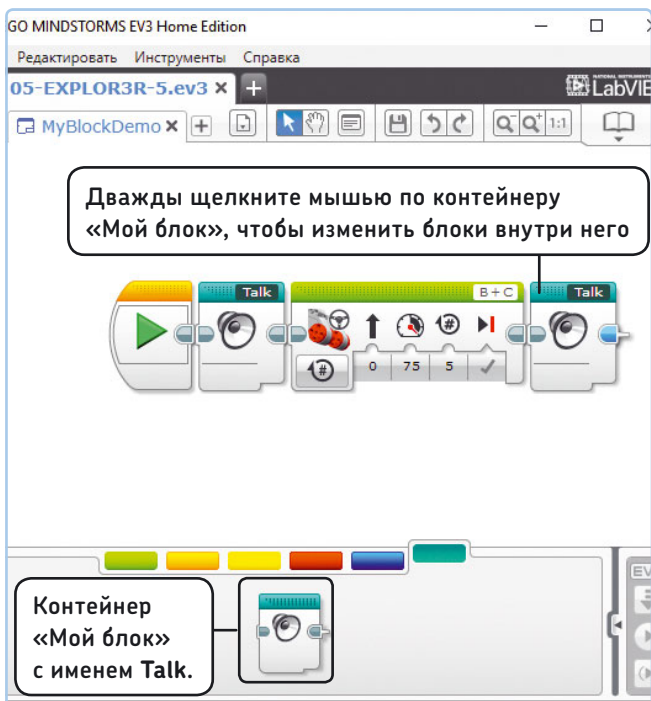 GO MINDSTORMS EV3 Home Edition
Редактировать Инструменты Справка
05-EXPLOR3R-5.ev3
NATIONAL INSTRUMENTS
LabVIE
MyBlockDemo
1:1
Дважды щелкните мышью по контейнеру
«Мой блок», чтобы изменить блоки внутри него
Talk
B+C
Talk
#
#
0 75 5
Контейнер
«Мой блок»
с именем Talk.
EV